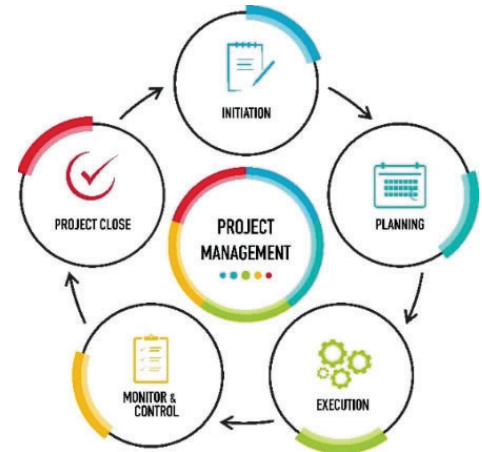 INITIATION
PLANNING
EXECUTION
MONITOR &
CONTROL
PROJECT CLOSE
PROJECT
MANAGEMENT